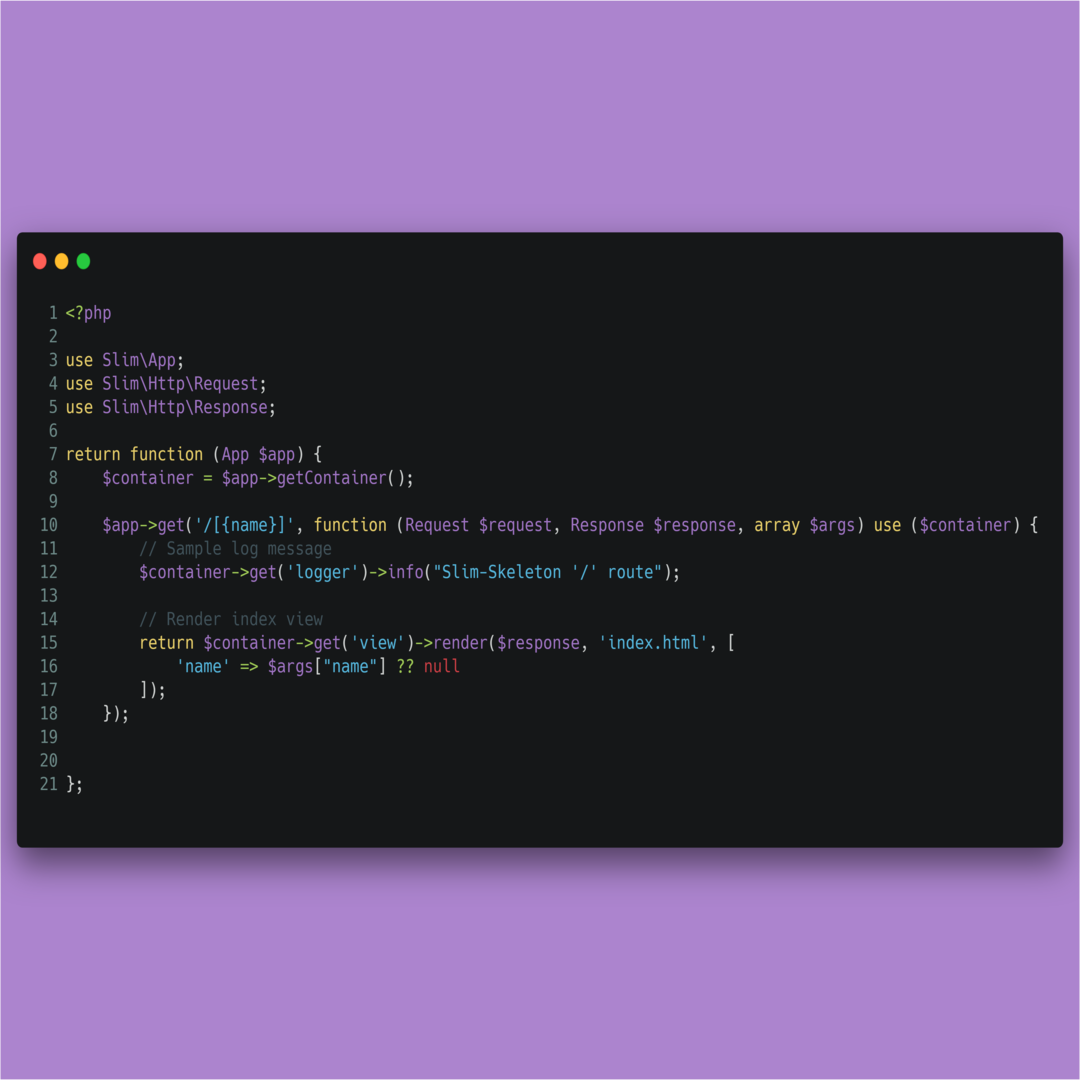 1 <?php
2
3 use Slim\App;
4 use Slim\Http\Request;
5 use Slim\Http\Response;
6
7 return function (App $app) {
8     $container = $app->getContainer();
9
10     $app->get('/[{name}]', function (Request $request, Response $response, array $args) use ($container) {
11         // Sample log message
12         $container->get('logger')->info("Slim-Skeleton '/' route");
13
14         // Render index view
15         return $container->get('view')->render($response, 'index.html', [
16             'name' => $args["name"] ?? null
17         ]);
18     });
19
20
21 };